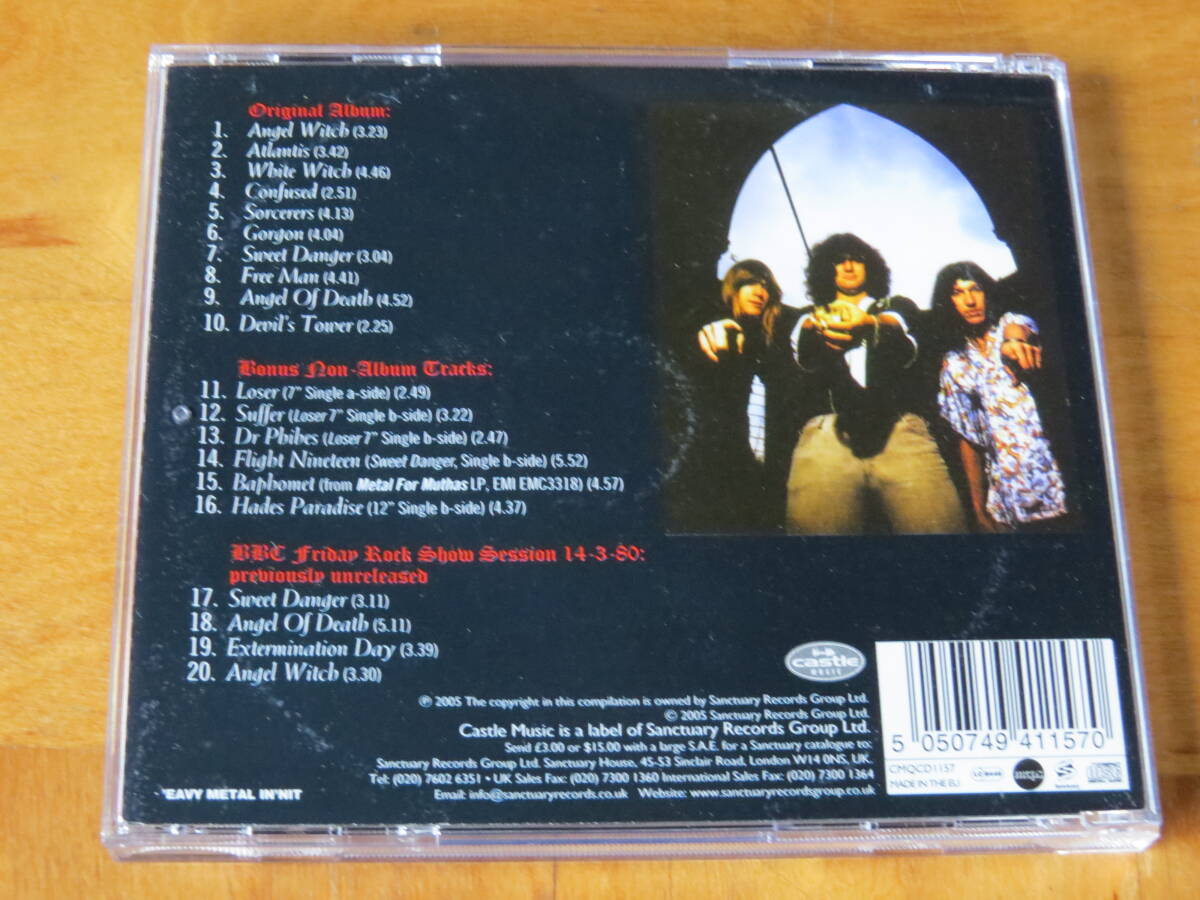 Original Album:
1. Angel Witch (3.23)
2. Atlantis (3.42)
3. White Witch (4.46)
4. Confused (2.51)
5. Sorcerers (4.13)
6. Gorgon (4.04)
7. Sweet Danger (3.04)
8. Free Man (4.41)
9. Angel Of Death (4.52)
10. Devil's Tower (2.25)
Bonus Non-Album Tracks:
11. Loser (7" Single a-side) (2.49)
12. Suffer (Loser 7" Single b-side) (3.22)
13. Dr Phibes (Loser 7" Single b-side) (2.47)
14. Flight Nineteen (Sweet Danger, Single b-side) (5.52)
15. Baphomet (from Metal For Muthas LP, EMI EMC3318) (4.57)
16. Hades Paradise (12" Single b-side) (4.37)
BBC Friday Rock Show Session 14-3-80:
previously unreleased
17. Sweet Danger (3.11)
18. Angel Of Death (5.11)
19. Extermination Day (3.39)
20. Angel Witch (3.30)
castle
MUSIC
℗ 2005 The copyright in this compilation is owned by Sanctuary Records Group Ltd.
© 2005 Sanctuary Records Group Ltd.
Castle Music is a label of Sanctuary Records Group Ltd.
Send £3.00 or $15.00 with a large S.A.E. for a Sanctuary catalogue to:
Sanctuary Records Group Ltd. Sanctuary House, 45-53 Sinclair Road, London W14 0NS, UK.
Tel: (020) 7602 6351 • UK Sales Fax: (020) 7300 1360 International Sales Fax: (020) 7300 1364
Email: info@sanctuaryrecords.co.uk Website: www.sanctuaryrecordsgroup.co.uk
'EAVY METAL IN'NIT
5 050749 411570
CMQCD1157
MADE IN THE EU
Sanctuary